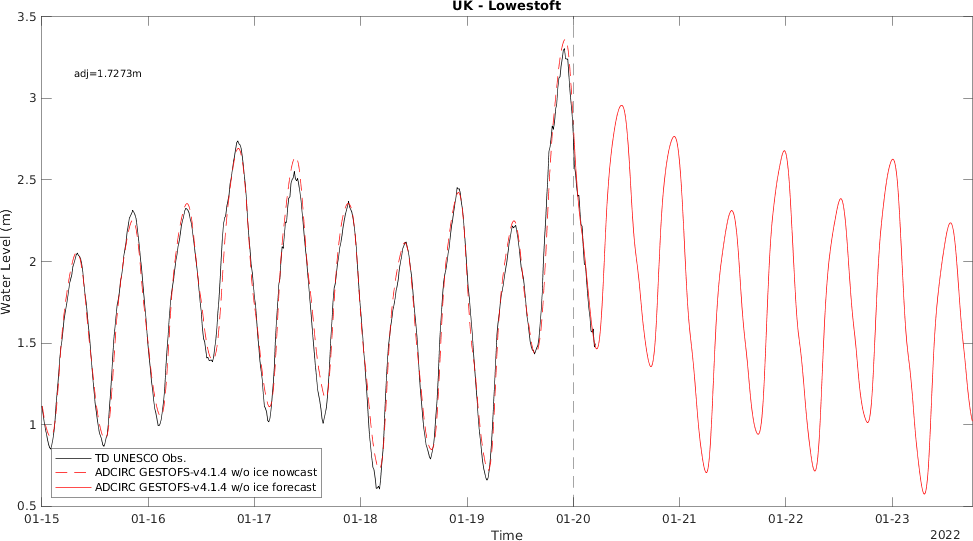 UK - Lowestoft
3.5
3
2.5
2
1.5
1
0.5
Water Level (m)
adj=1.7273m
TD UNESCO Obs.
ADCIRC GESTOFS-v4.1.4 w/o ice nowcast
ADCIRC GESTOFS-v4.1.4 w/o ice forecast
01-15 01-16 01-17 01-18 01-19 01-20 01-21 01-22 01-23
Time
2022